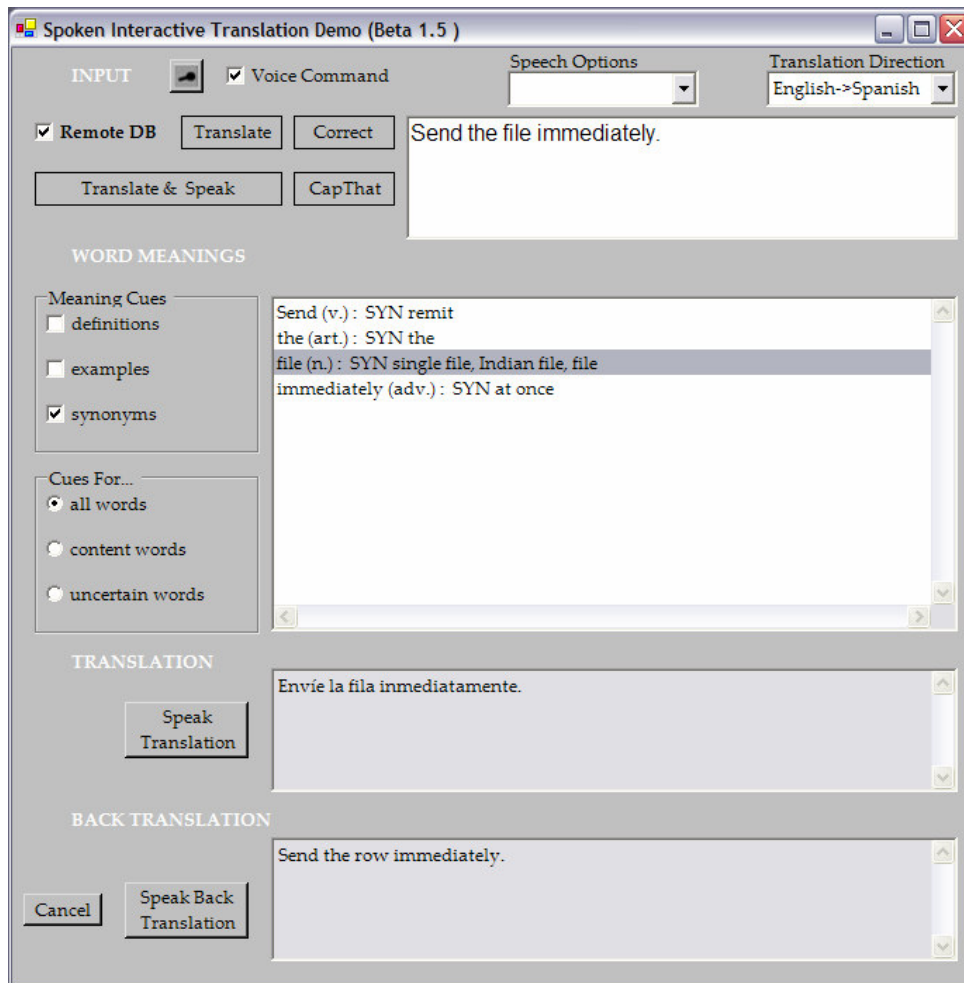 Spoken Interactive Translation Demo (Beta 1.5 )
INPUT
Voice Command
Speech Options
Translation Direction
English->Spanish
Remote DB
Translate
Correct
Send the file immediately.
Translate & Speak
CapThat
WORD MEANINGS
Meaning Cues
definitions
examples
synonyms
Send (v.) : SYN remit
the (art.) : SYN the
file (n.) : SYN single file, Indian file, file
immediately (adv.) : SYN at once
Cues For...
all words
content words
uncertain words
TRANSLATION
Speak
Translation
Envíe la fila inmediatamente.
BACK TRANSLATION
Send the row immediately.
Cancel
Speak Back
Translation